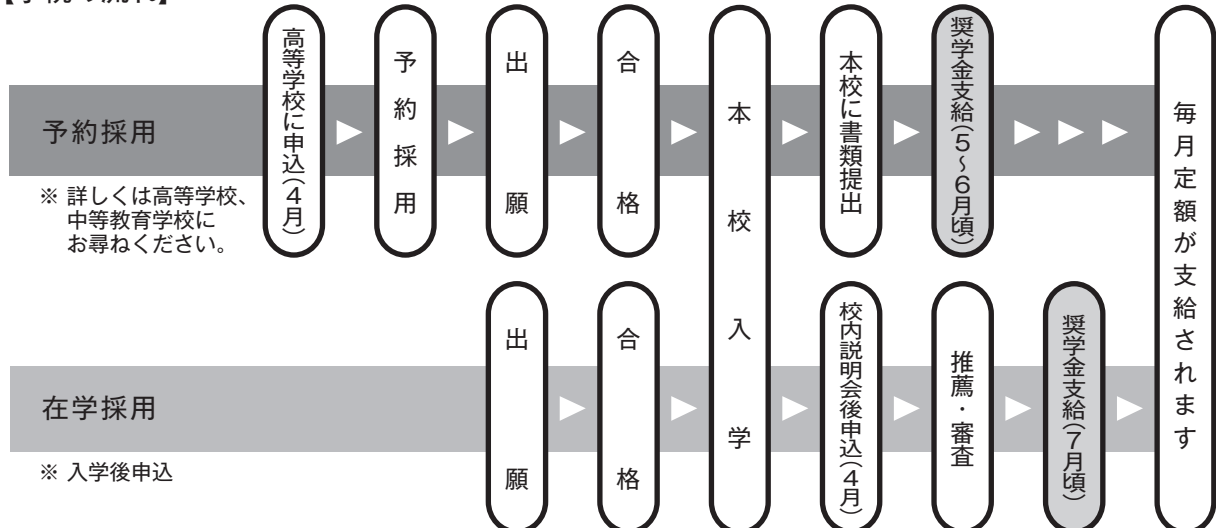 予約採用
※ 詳しくは高等学校、
中等教育学校に
お尋ねください。
高等学校に申込（4月）
予約採用
出願
合格
本校入学
本校に書類提出
奨学金支給（5～6月頃）
毎月定額が支給されます
在学採用
※ 入学後申込
出願
合格
校内説明会後申込（4月）
推薦・審査
奨学金支給（7月頃）